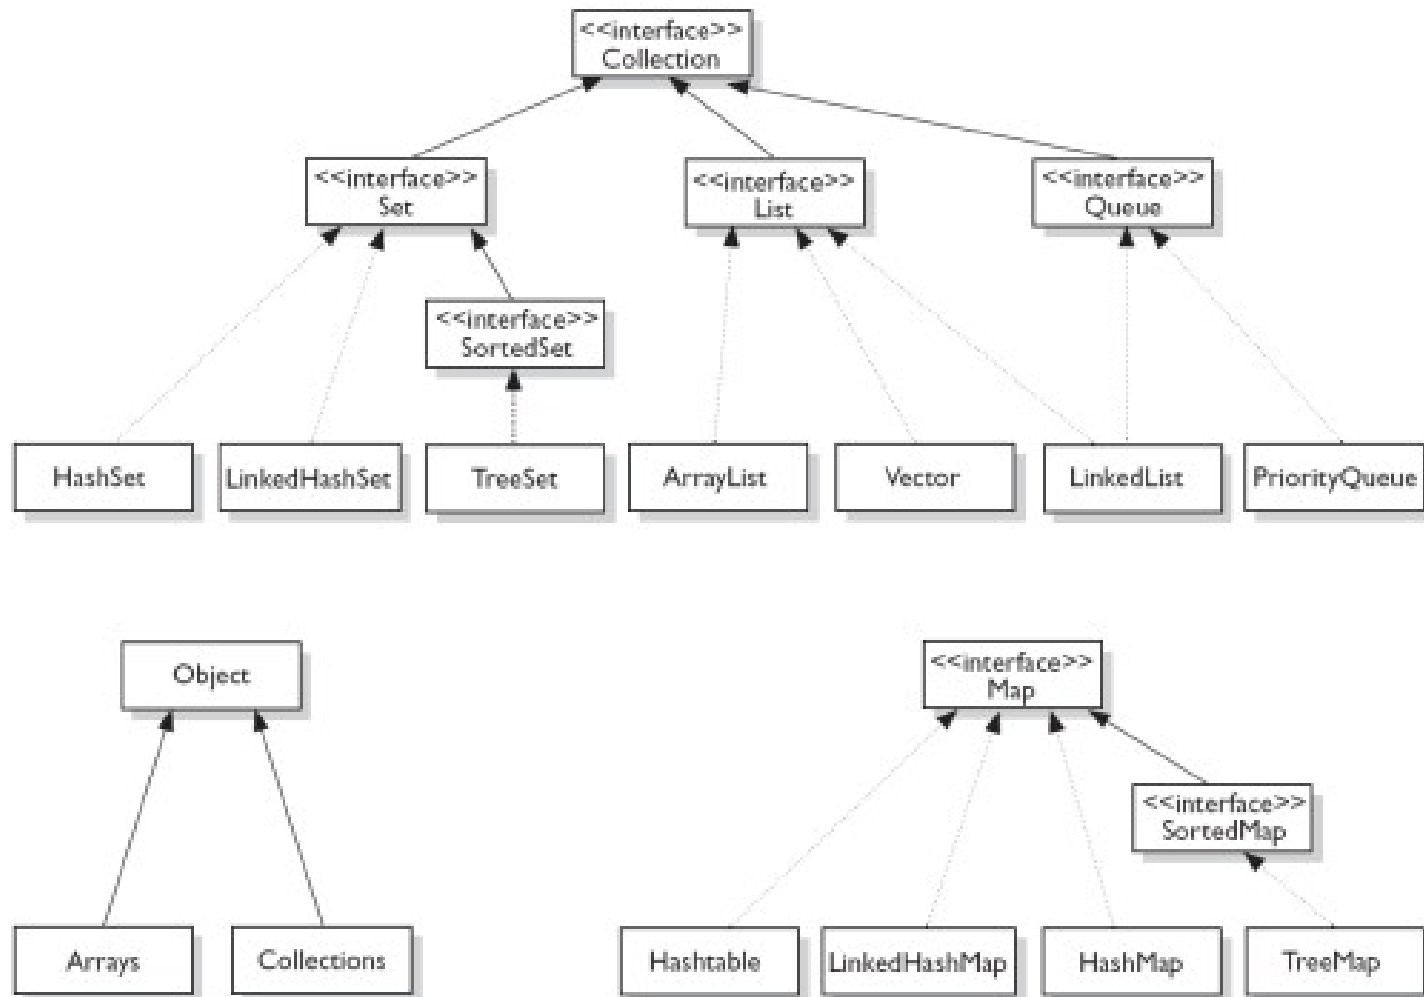 <<interface>>
Collection
<<interface>>
Set
<<interface>>
List
<<interface>>
Queue
<<interface>>
SortedSet
HashSet
LinkedHashSet
TreeSet
ArrayList
Vector
LinkedList
PriorityQueue
Object
<<interface>>
Map
<<interface>>
SortedMap
Arrays
Collections
Hashtable
LinkedHashMap
HashMap
TreeMap